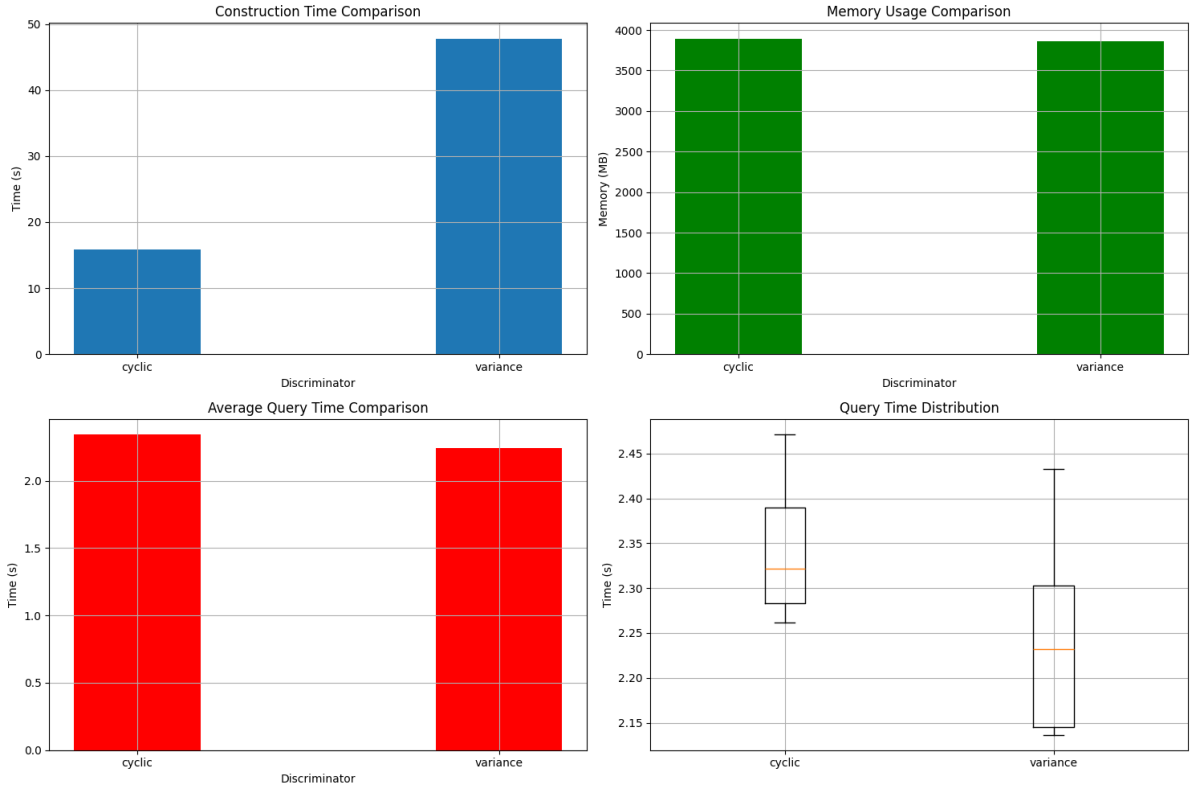 Construction Time Comparison
50
40
30
20
10
0
Time (s)
cyclic
variance
Discriminator
Memory Usage Comparison
4000
3500
3000
2500
2000
1500
1000
500
0
Memory (MB)
cyclic
variance
Discriminator
Average Query Time Comparison
2.0
1.5
1.0
0.5
0.0
Time (s)
cyclic
variance
Discriminator
Query Time Distribution
2.45
2.40
2.35
2.30
2.25
2.20
2.15
Time (s)
cyclic
variance